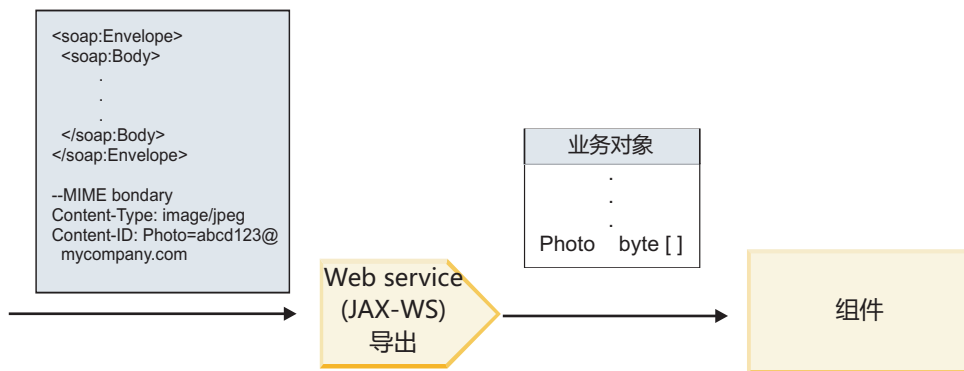 <soap:Envelope>
<soap:Body>
.
.
.
</soap:Body>
</soap:Envelope>
--MIME bondary
Content-Type: image/jpeg
Content-ID: Photo=abcd123@
mycompany.com
Web service
(JAX-WS)
导出
业务对象
.
.
.
Photo byte [ ]
组件